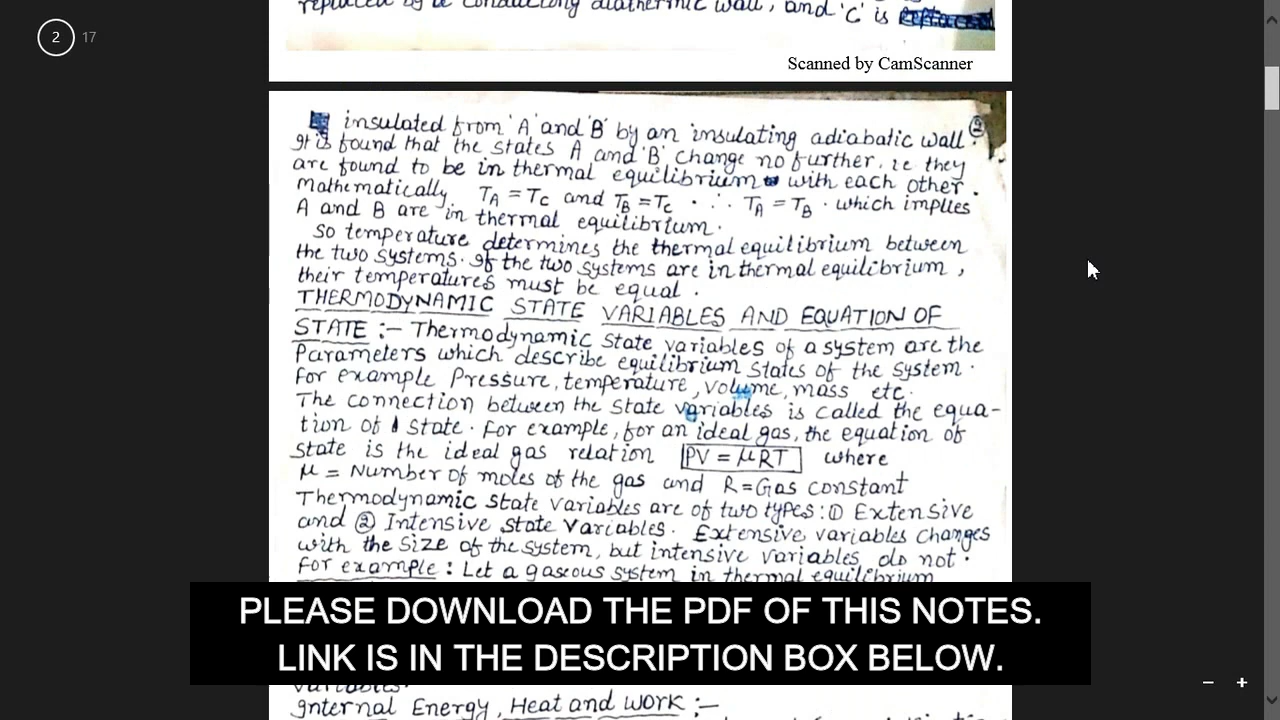 2 17
replaced by a conducting diathermic wall, and 'C' is
Scanned by CamScanner
②
insulated from 'A' and 'B' by an insulating adiabatic wall.
It is found that the states A and 'B' change no further, ie they
are found to be in thermal equilibrium with each other.
Mathematically TA = TC and TB = TC . ∴ TA = TB . which implies
A and B are in thermal equilibrium.
So temperature determines the thermal equilibrium between
the two systems. If the two systems are in thermal equilibrium,
their temperatures must be equal.
THERMODYNAMIC STATE VARIABLES AND EQUATION OF
STATE :- Thermodynamic State variables of a system are the
Parameters which describe equilibrium States of the system.
For example Pressure, temperature, volume, mass etc.
The connection between the State variables is called the equa-
tion of State. For example, for an ideal gas, the equation of
state is the ideal gas relation PV = μRT where
μ = Number of moles of the gas and R = Gas constant
Thermodynamic State variables are of two types: ① Extensive
and ② Intensive State Variables. Extensive variables Changes
with the Size of the system, but intensive variables do not.
For example : Let a gaseous system in thermal equilibrium
PLEASE DOWNLOAD THE PDF OF THIS NOTES.
LINK IS IN THE DESCRIPTION BOX BELOW.
variables.
Internal Energy, Heat and Work :-